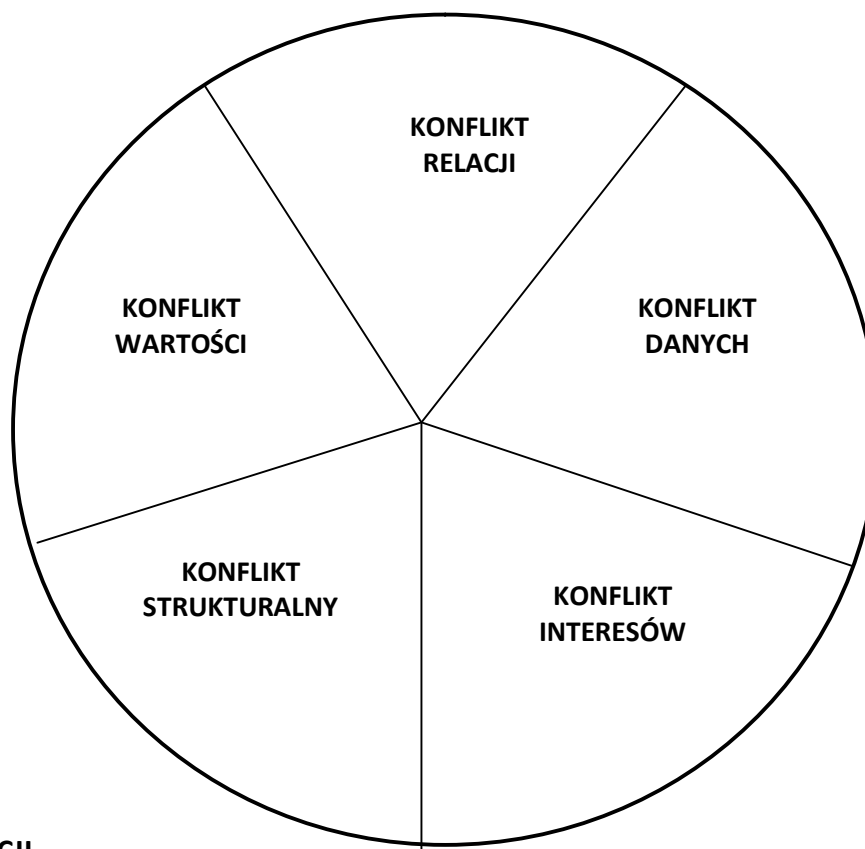 KONFLIKT
RELACJI
KONFLIKT
WARTOŚCI
KONFLIKT
DANYCH
KONFLIKT
STRUKTURALNY
KONFLIKT
INTERESÓW